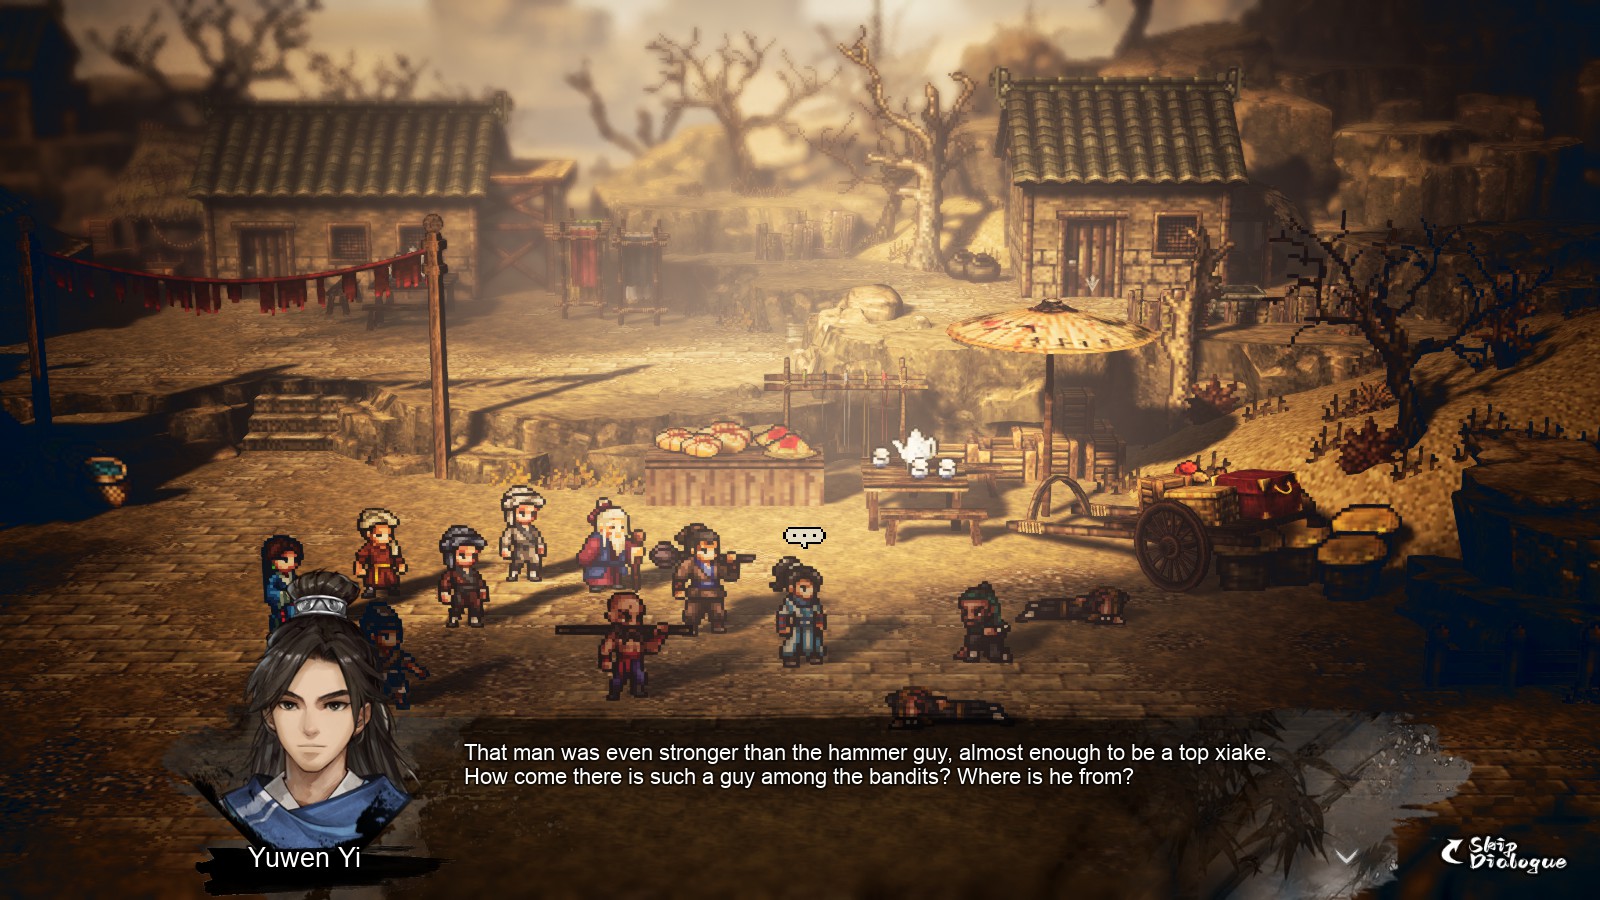 That man was even stronger than the hammer guy, almost enough to be a top xiake.
How come there is such a guy among the bandits? Where is he from?
Yuwen Yi
Skip
Dialogue